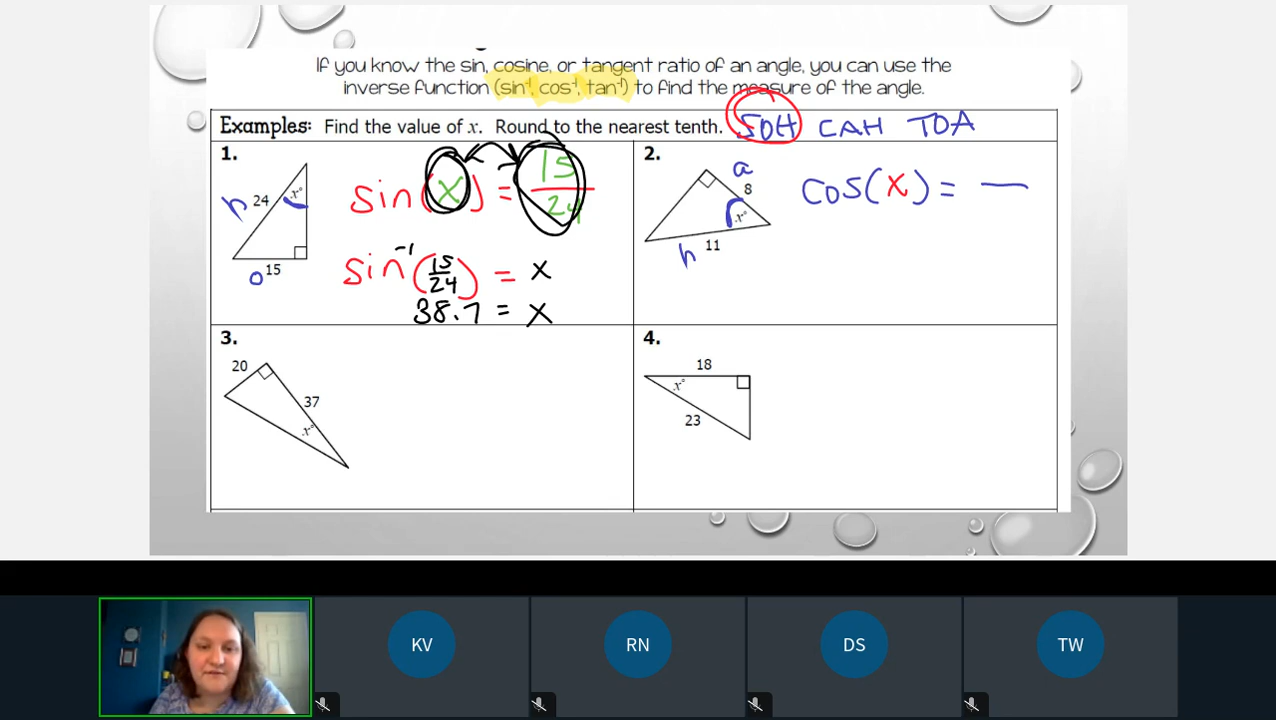 If you know the sin, cosine, or tangent ratio of an angle, you can use the
inverse function (sin⁻¹, cos⁻¹, tan⁻¹) to find the measure of the angle.
Examples: Find the value of x. Round to the nearest tenth. SOH CAH TOA
1.
h 24 x°
o 15
sin(x) = 15/24
sin⁻¹(15/24) = x
38.7 = x
2.
a
8
x°
h 11
cos(x) =
3.
20
37
x°
4.
18
x°
23
KV RN DS TW